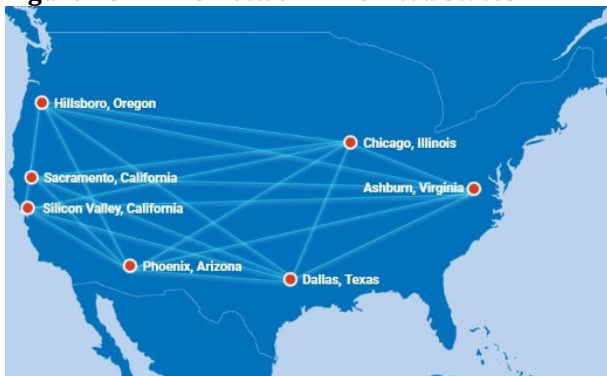 Hillsboro, Oregon
Chicago, Illinois
Sacramento, California
Ashburn, Virginia
Silicon Valley, California
Phoenix, Arizona
Dallas, Texas